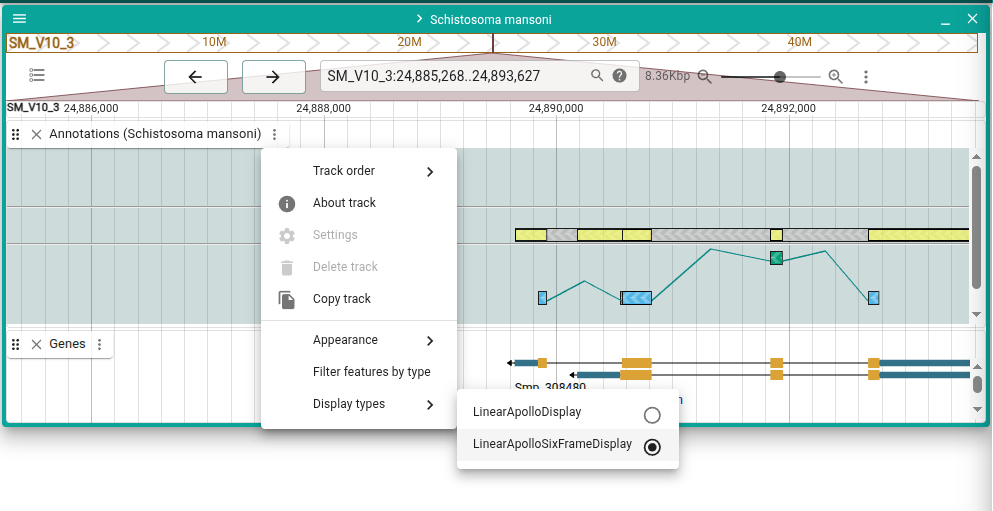 Schistosoma mansoni
SM_V10_3 10M 20M 30M 40M
SM_V10_3:24,885,268..24,893,627 8.36Kbp
SM_V10_3 24,886,000 24,888,000 24,890,000 24,892,000
Annotations (Schistosoma mansoni)
Track order
About track
Settings
Delete track
Copy track
Appearance
Filter features by type
Display types
Genes
Smp_308480
LinearApolloDisplay
LinearApolloSixFrameDisplay